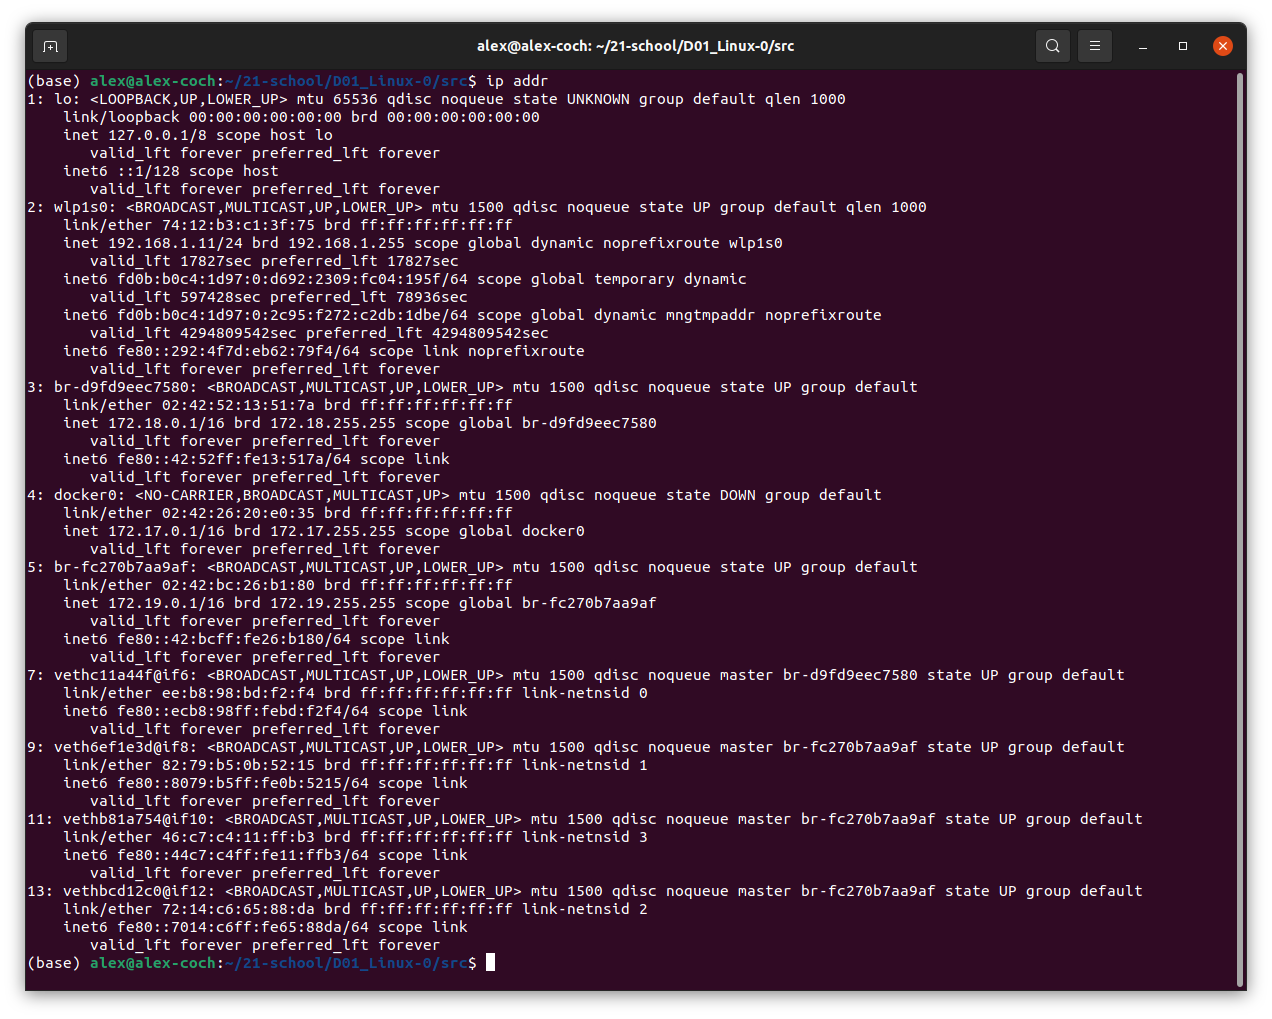 alex@alex-coch: ~/21-school/D01_Linux-0/src
(base) alex@alex-coch:~/21-school/D01_Linux-0/src$ ip addr
1: lo: <LOOPBACK,UP,LOWER_UP> mtu 65536 qdisc noqueue state UNKNOWN group default qlen 1000
    link/loopback 00:00:00:00:00:00 brd 00:00:00:00:00:00
    inet 127.0.0.1/8 scope host lo
       valid_lft forever preferred_lft forever
    inet6 ::1/128 scope host
       valid_lft forever preferred_lft forever
2: wlp1s0: <BROADCAST,MULTICAST,UP,LOWER_UP> mtu 1500 qdisc noqueue state UP group default qlen 1000
    link/ether 74:12:b3:c1:3f:75 brd ff:ff:ff:ff:ff:ff
    inet 192.168.1.11/24 brd 192.168.1.255 scope global dynamic noprefixroute wlp1s0
       valid_lft 17827sec preferred_lft 17827sec
    inet6 fd0b:b0c4:1d97:0:d692:2309:fc04:195f/64 scope global temporary dynamic
       valid_lft 597428sec preferred_lft 78936sec
    inet6 fd0b:b0c4:1d97:0:2c95:f272:c2db:1dbe/64 scope global dynamic mngtmpaddr noprefixroute
       valid_lft 4294809542sec preferred_lft 4294809542sec
    inet6 fe80::292:4f7d:eb62:79f4/64 scope link noprefixroute
       valid_lft forever preferred_lft forever
3: br-d9fd9eec7580: <BROADCAST,MULTICAST,UP,LOWER_UP> mtu 1500 qdisc noqueue state UP group default
    link/ether 02:42:52:13:51:7a brd ff:ff:ff:ff:ff:ff
    inet 172.18.0.1/16 brd 172.18.255.255 scope global br-d9fd9eec7580
       valid_lft forever preferred_lft forever
    inet6 fe80::42:52ff:fe13:517a/64 scope link
       valid_lft forever preferred_lft forever
4: docker0: <NO-CARRIER,BROADCAST,MULTICAST,UP> mtu 1500 qdisc noqueue state DOWN group default
    link/ether 02:42:26:20:e0:35 brd ff:ff:ff:ff:ff:ff
    inet 172.17.0.1/16 brd 172.17.255.255 scope global docker0
       valid_lft forever preferred_lft forever
5: br-fc270b7aa9af: <BROADCAST,MULTICAST,UP,LOWER_UP> mtu 1500 qdisc noqueue state UP group default
    link/ether 02:42:bc:26:b1:80 brd ff:ff:ff:ff:ff:ff
    inet 172.19.0.1/16 brd 172.19.255.255 scope global br-fc270b7aa9af
       valid_lft forever preferred_lft forever
    inet6 fe80::42:bcff:fe26:b180/64 scope link
       valid_lft forever preferred_lft forever
7: vethc11a44f@if6: <BROADCAST,MULTICAST,UP,LOWER_UP> mtu 1500 qdisc noqueue master br-d9fd9eec7580 state UP group default
    link/ether ee:b8:98:bd:f2:f4 brd ff:ff:ff:ff:ff:ff link-netnsid 0
    inet6 fe80::ecb8:98ff:febd:f2f4/64 scope link
       valid_lft forever preferred_lft forever
9: veth6ef1e3d@if8: <BROADCAST,MULTICAST,UP,LOWER_UP> mtu 1500 qdisc noqueue master br-fc270b7aa9af state UP group default
    link/ether 82:79:b5:0b:52:15 brd ff:ff:ff:ff:ff:ff link-netnsid 1
    inet6 fe80::8079:b5ff:fe0b:5215/64 scope link
       valid_lft forever preferred_lft forever
11: vethb81a754@if10: <BROADCAST,MULTICAST,UP,LOWER_UP> mtu 1500 qdisc noqueue master br-fc270b7aa9af state UP group default
    link/ether 46:c7:c4:11:ff:b3 brd ff:ff:ff:ff:ff:ff link-netnsid 3
    inet6 fe80::44c7:c4ff:fe11:ffb3/64 scope link
       valid_lft forever preferred_lft forever
13: vethbcd12c0@if12: <BROADCAST,MULTICAST,UP,LOWER_UP> mtu 1500 qdisc noqueue master br-fc270b7aa9af state UP group default
    link/ether 72:14:c6:65:88:da brd ff:ff:ff:ff:ff:ff link-netnsid 2
    inet6 fe80::7014:c6ff:fe65:88da/64 scope link
       valid_lft forever preferred_lft forever
(base) alex@alex-coch:~/21-school/D01_Linux-0/src$